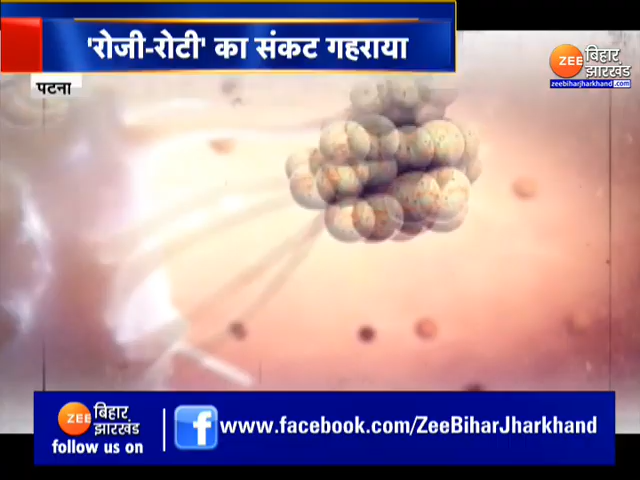 'रोजी-रोटी' का संकट गहराया
पटना
ZEE बिहार झारखंड
zeebiharjharkhand.com
ZEE बिहार झारखंड
follow us on
www.facebook.com/ZeeBiharJharkhand